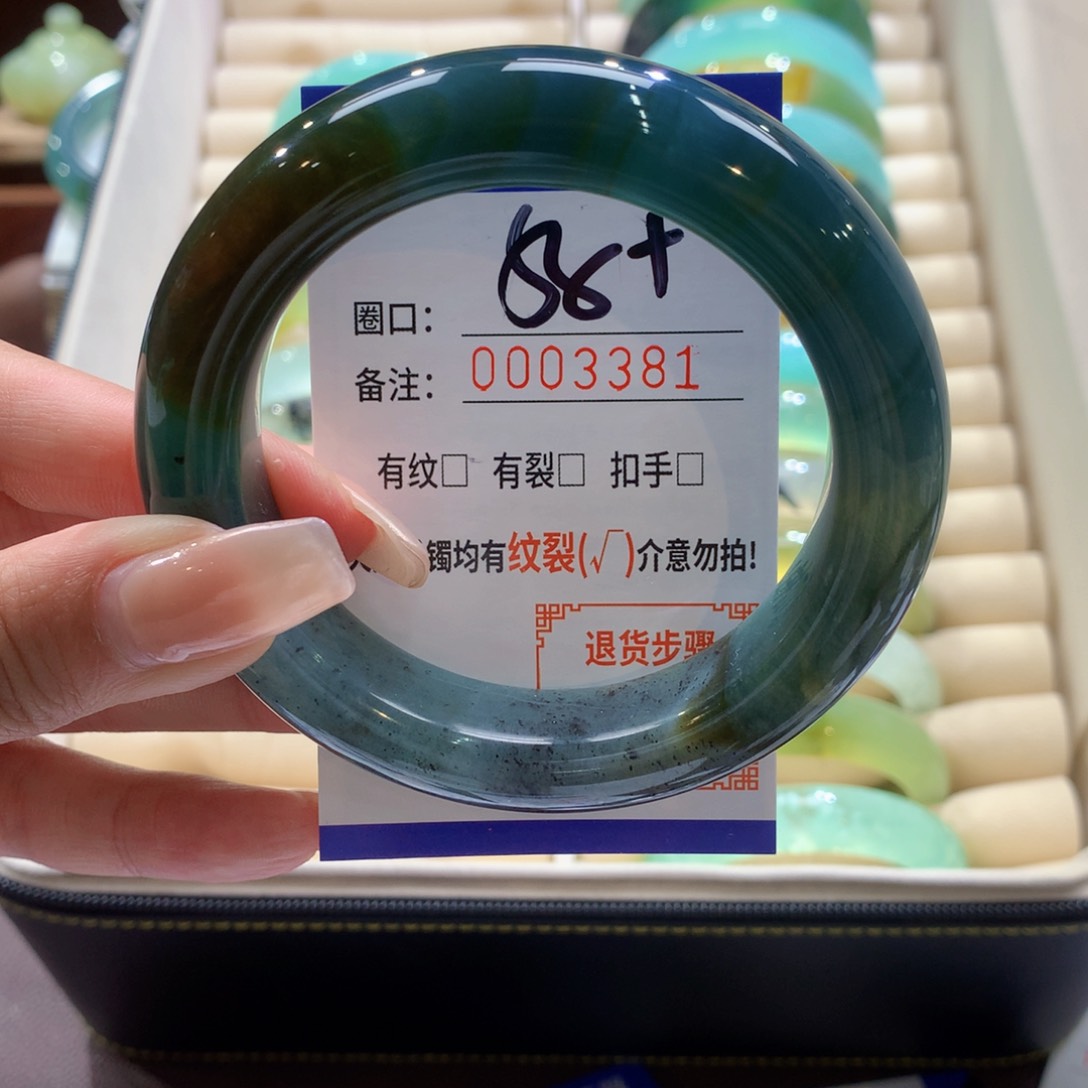 圈口：58+
备注：0003381
有纹□ 有裂□ 扣手□
镯均有纹裂(√)介意勿拍!
退货步骤